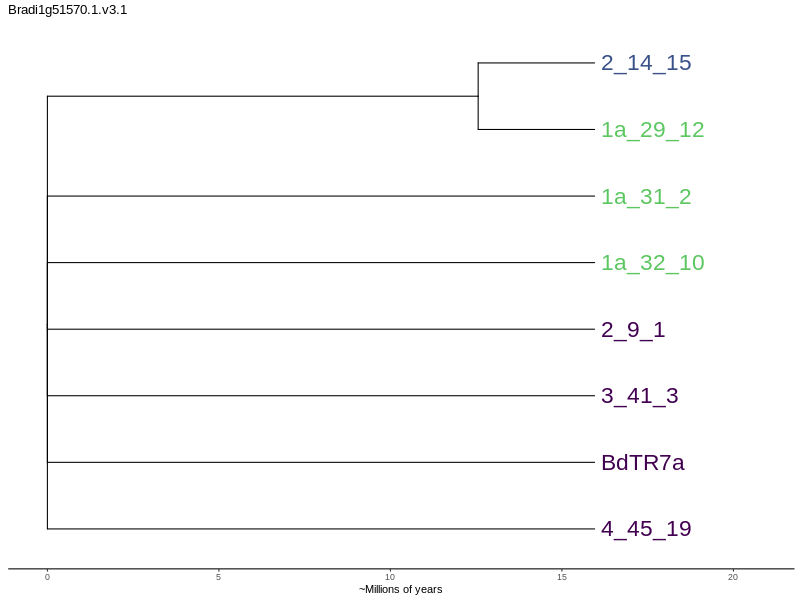 Bradi1g51570.1.v3.1
2_14_15
1a_29_12
1a_31_2
1a_32_10
2_9_1
3_41_3
BdTR7a
4_45_19
0 5 10 15 20
~Millions of years